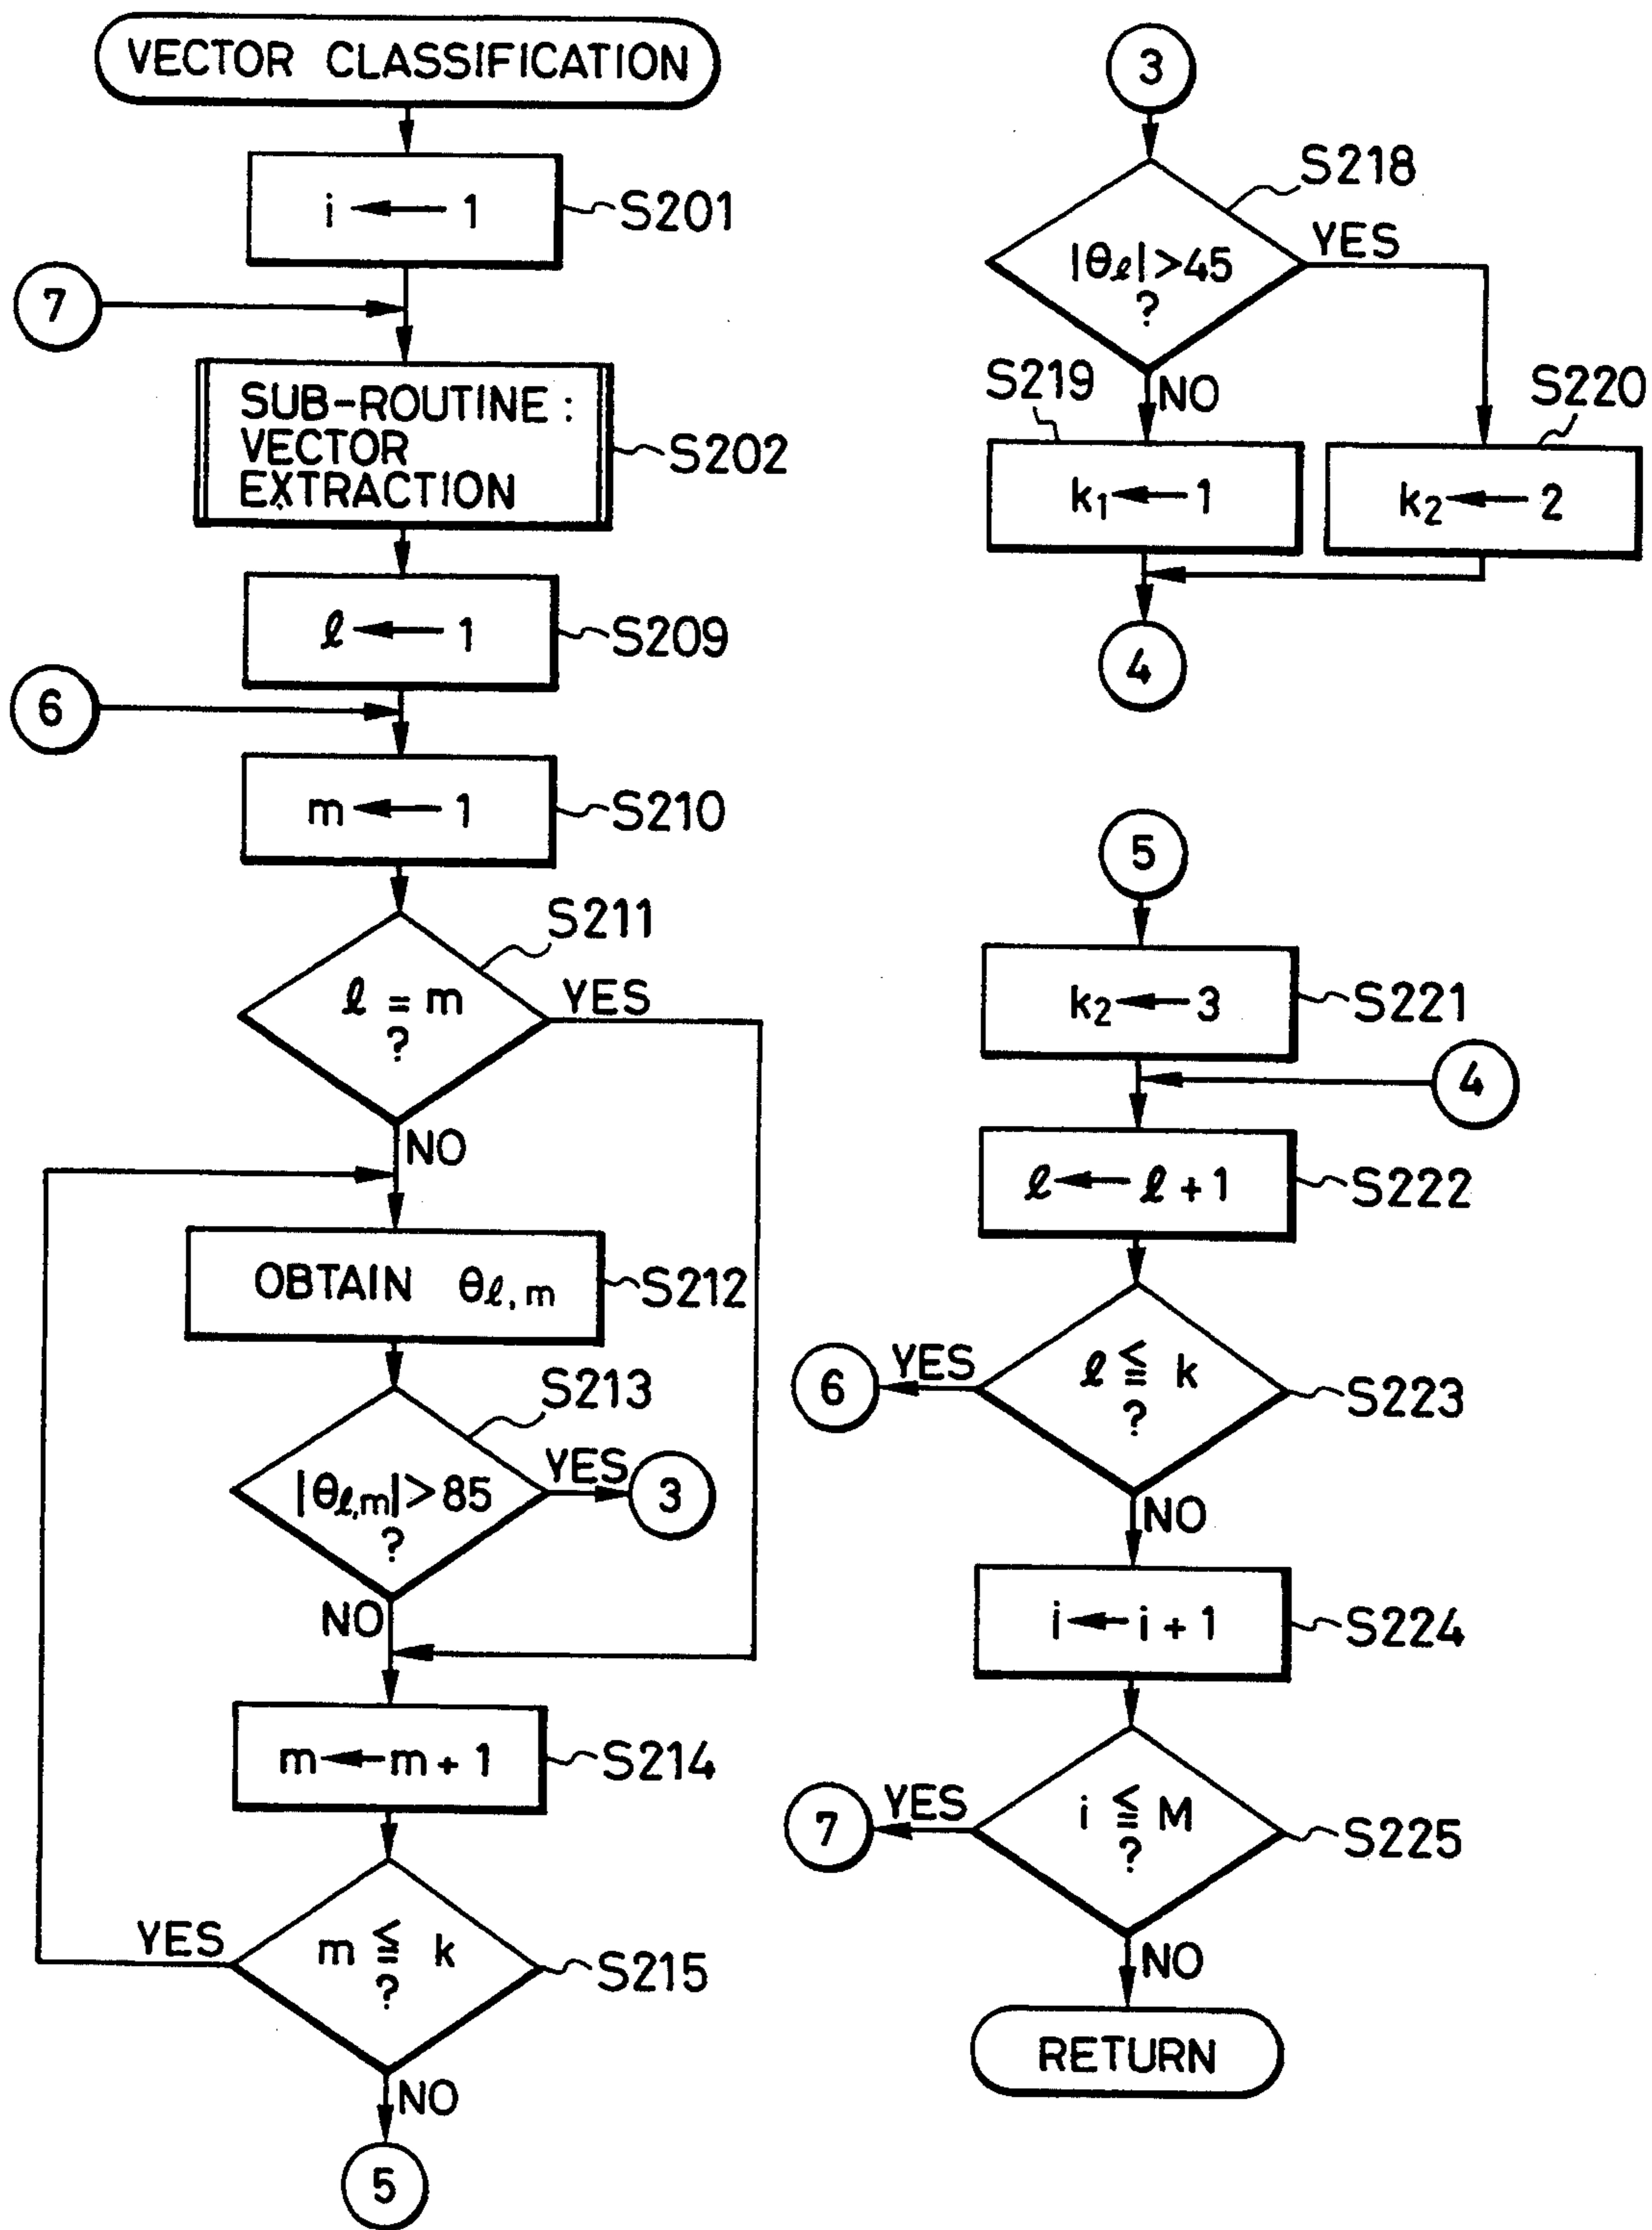 VECTOR CLASSIFICATION
i ← 1
S201
7
SUB-ROUTINE :
VECTOR
EXTRACTION
S202
ℓ ← 1
S209
6
m ← 1
S210
S211
ℓ = m
?
YES
NO
OBTAIN θℓ, m
S212
S213
|θℓ,m| > 85
?
YES
3
NO
m ← m + 1
S214
m ≦ k
?
YES
S215
NO
5
3
S218
|θℓ| > 45
?
YES
NO
S219
k₁ ← 1
S220
k₂ ← 2
4
5
k₂ ← 3
S221
4
ℓ ← ℓ + 1
S222
ℓ ≦ k
?
YES
6
S223
NO
i ← i + 1
S224
i ≦ M
?
YES
7
S225
NO
RETURN